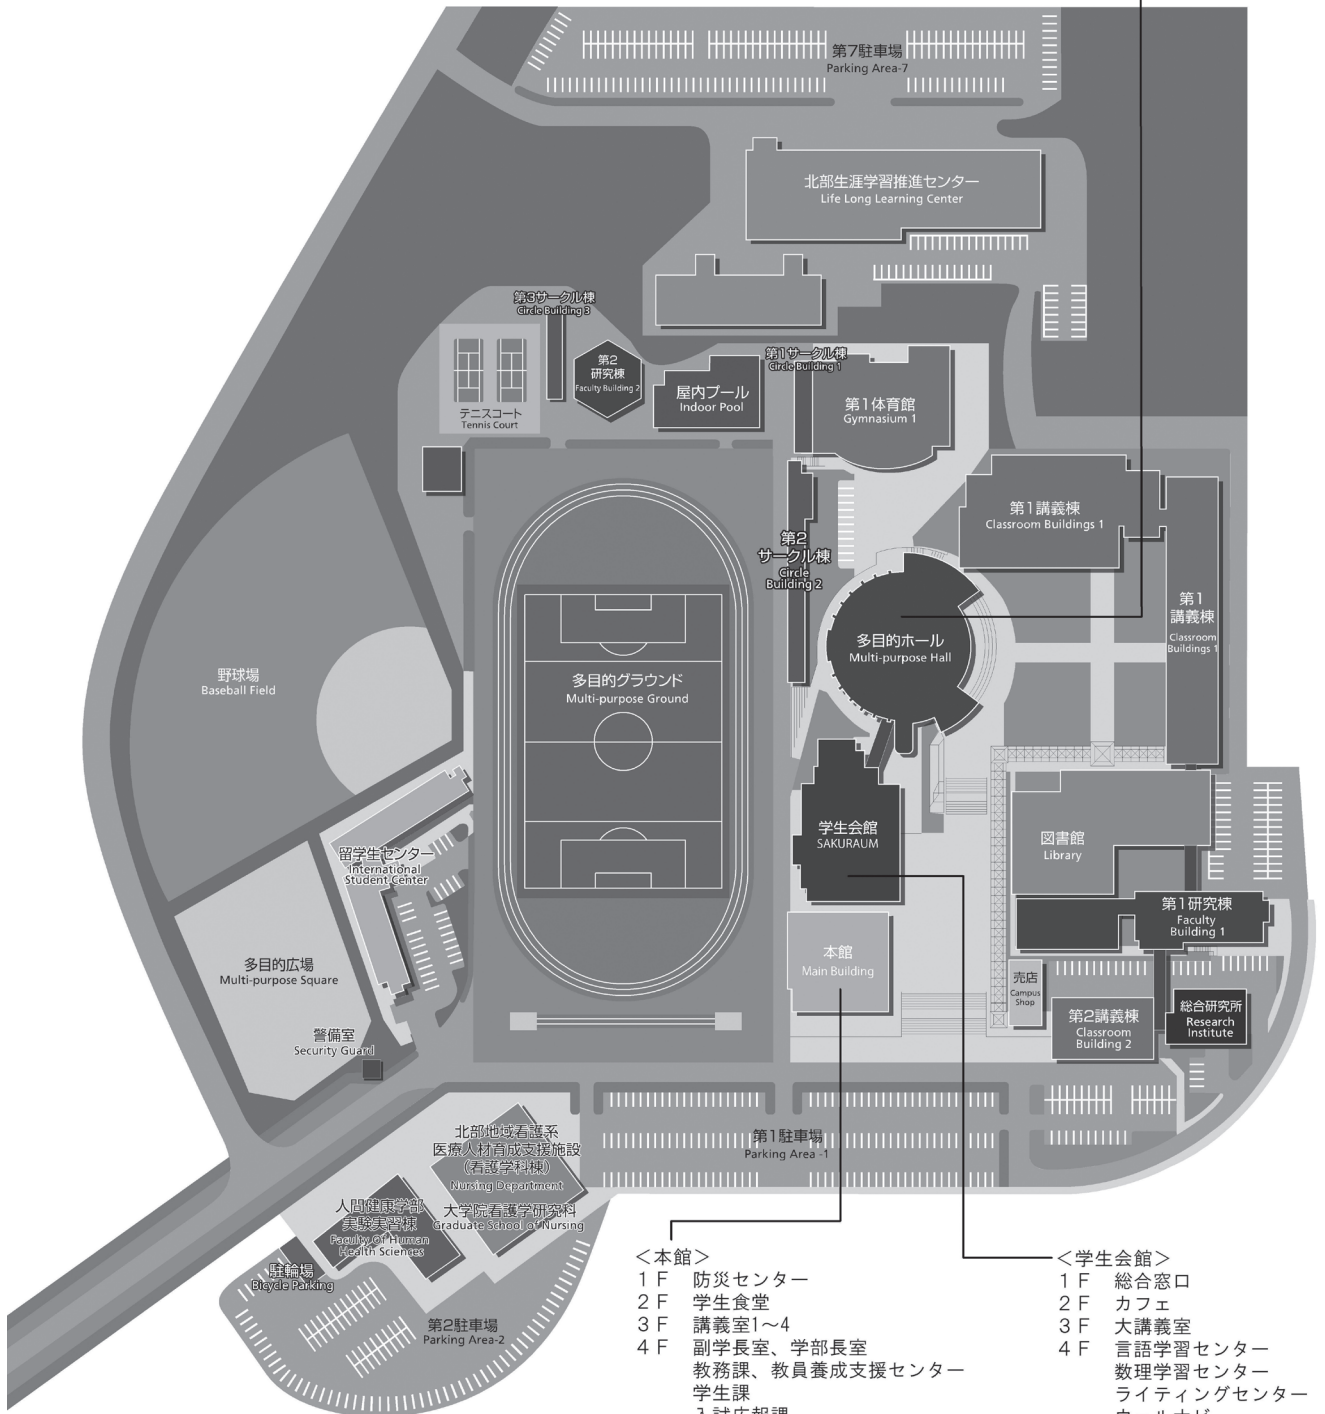 第7駐車場
Parking Area-7
北部生涯学習推進センター
Life Long Learning Center
第3サークル棟
Circle Building 3
第2
研究棟
Faculty Building 2
屋内プール
Indoor Pool
第1サークル棟
Circle Building 1
第1体育館
Gymnasium 1
テニスコート
Tennis Court
第1講義棟
Classroom Buildings 1
第2
サークル棟
Circle
Building 2
第1
講義棟
Classroom
Buildings 1
多目的ホール
Multi-purpose Hall
野球場
Baseball Field
多目的グラウンド
Multi-purpose Ground
学生会館
SAKURAUM
図書館
Library
留学生センター
International
Student Center
第1研究棟
Faculty
Building 1
本館
Main Building
多目的広場
Multi-purpose Square
売店
Campus
Shop
第2講義棟
Classroom
Building 2
総合研究所
Research
Institute
警備室
Security Guard
北部地域看護系
医療人材育成支援施設
(看護学科棟)
Nursing Department
大学院看護学研究科
Graduate School of Nursing
第1駐車場
Parking Area -1
人間健康学部
実験実習棟
Faculty Of Human
Health Sciences
駐輪場
Bicycle Parking
第2駐車場
Parking Area-2
＜本館＞
1F 防災センター
2F 学生食堂
3F 講義室1～4
4F 副学長室、学部長室
教務課、教員養成支援センター
学生課
入試広報課
＜学生会館＞
1F 総合窓口
2F カフェ
3F 大講義室
4F 言語学習センター
数理学習センター
ライティングセンター